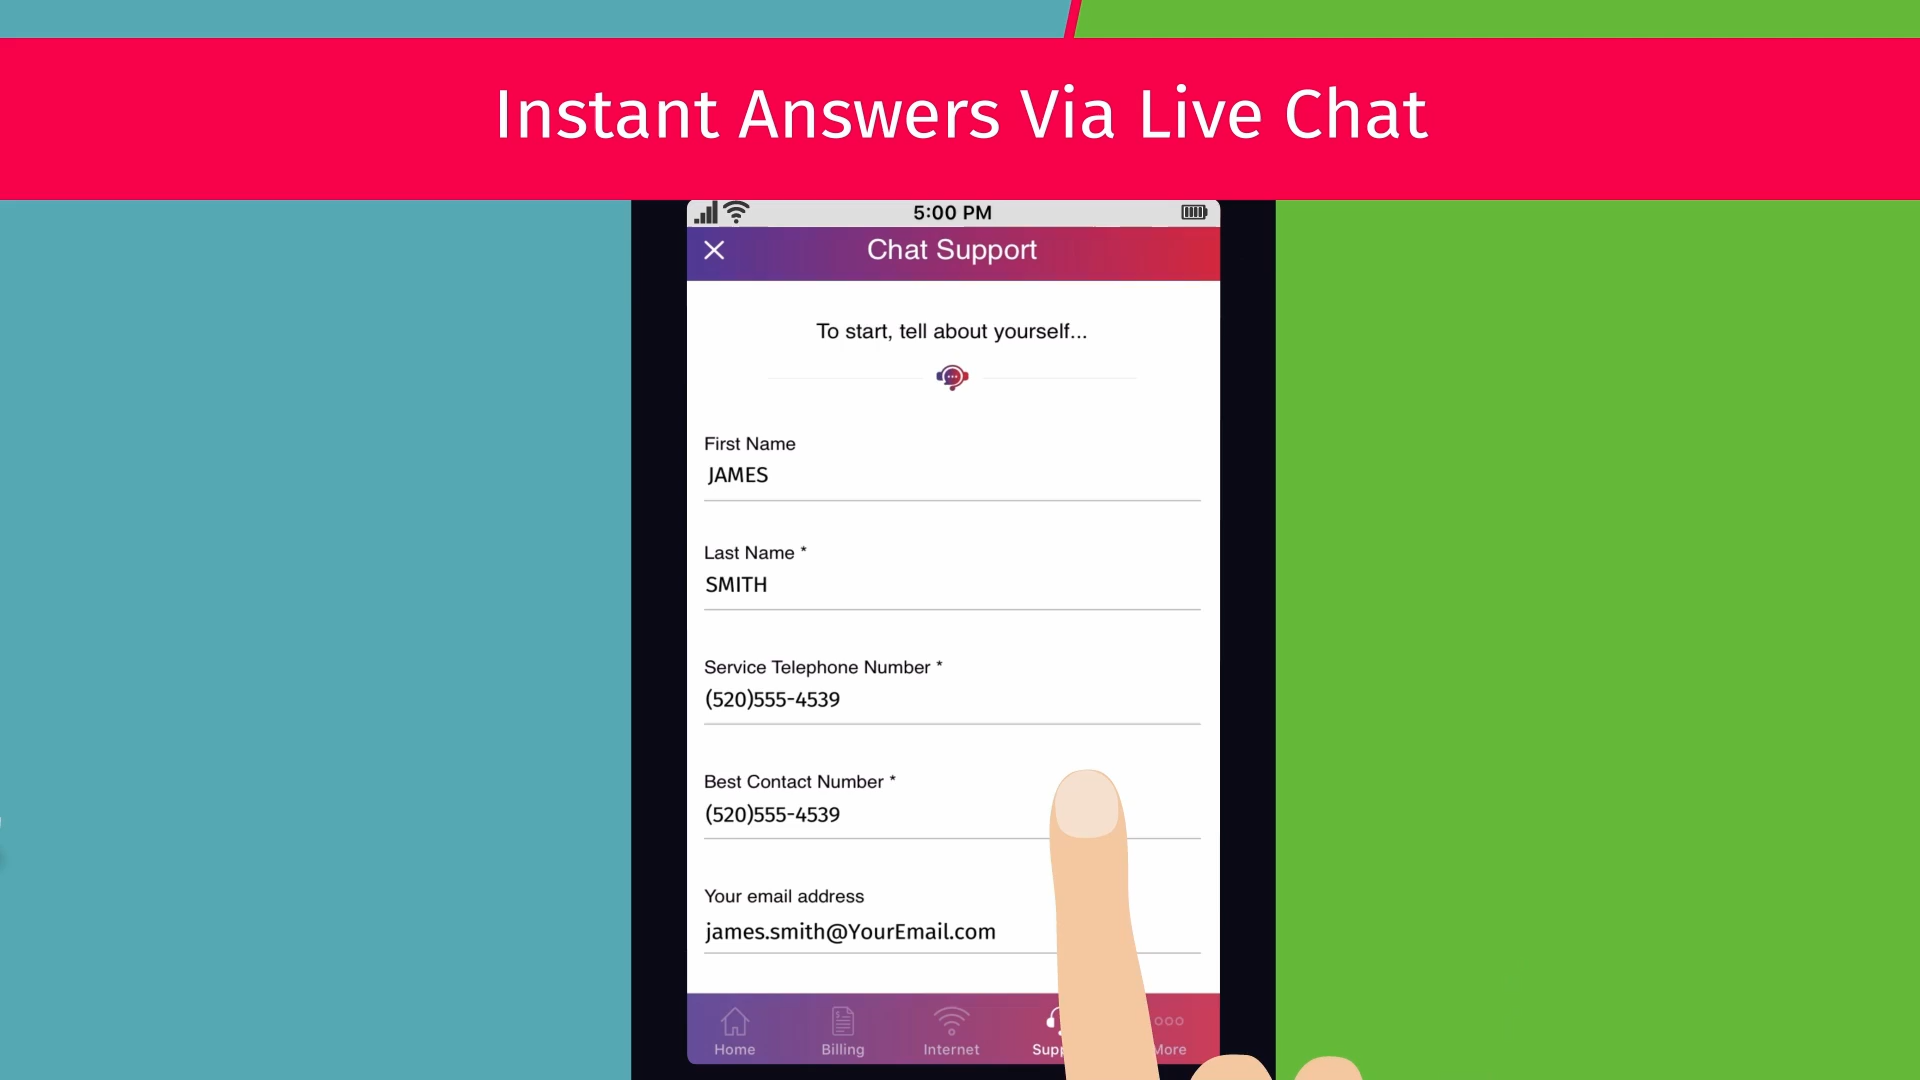 Instant Answers Via Live Chat
5:00 PM
Chat Support
To start, tell about yourself...
First Name
JAMES
Last Name *
SMITH
Service Telephone Number *
(520)555-4539
Best Contact Number *
(520)555-4539
Your email address
james.smith@YourEmail.com
Home Billing Internet Supp More